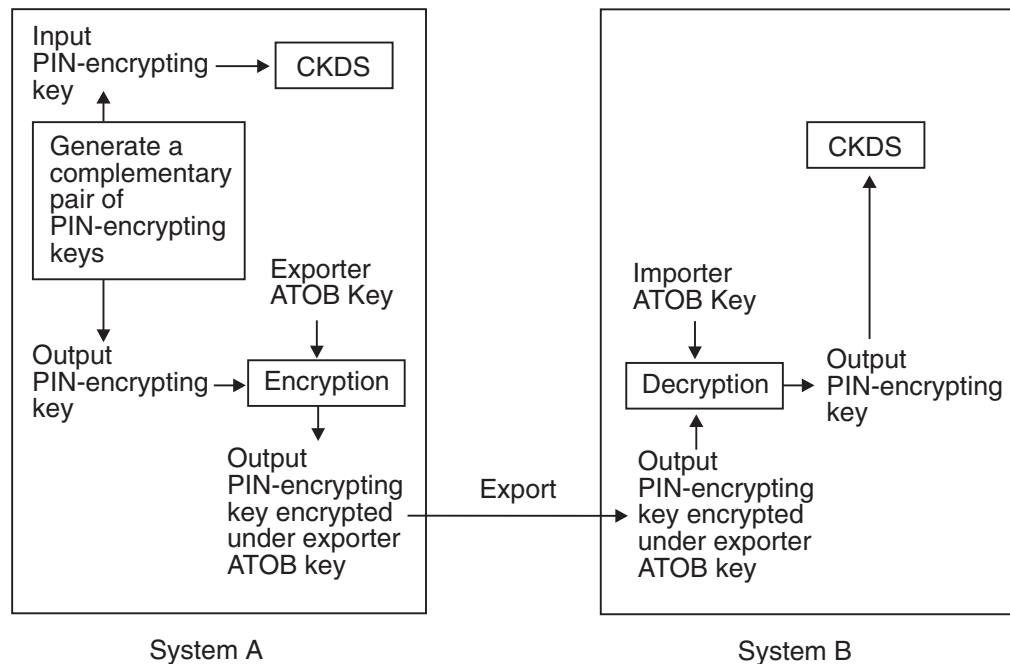 Input
PIN-encrypting
key
CKDS
Generate a
complementary
pair of
PIN-encrypting
keys
Exporter
ATOB Key
Output
PIN-encrypting
key
Encryption
Output
PIN-encrypting
key encrypted
under exporter
ATOB key
Export
CKDS
Importer
ATOB Key
Decryption
Output
PIN-encrypting
key
Output
PIN-encrypting
key encrypted
under exporter
ATOB key
System A
System B